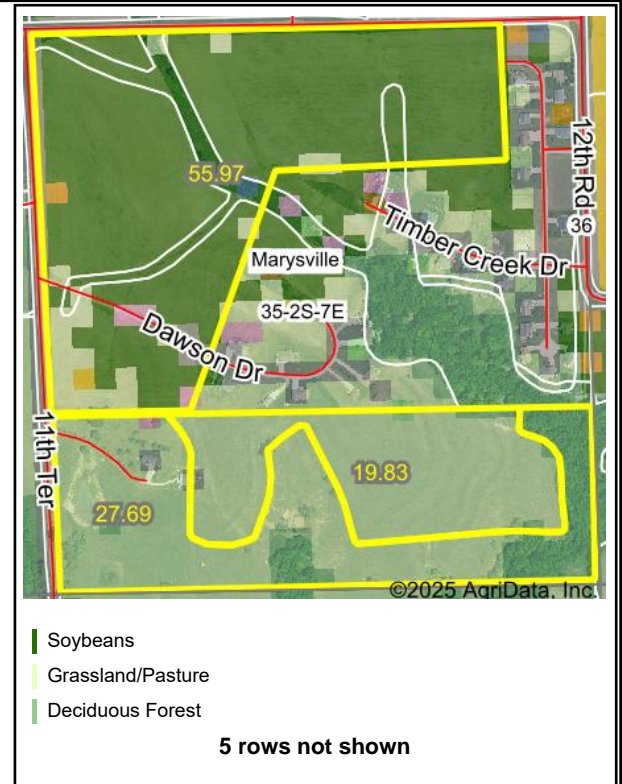 55.97
12th Rd
36
Timber Creek Dr
Marysville
35-2S-7E
Dawson Dr
11th Ter
19.83
27.69
©2025 AgriData, Inc.
Soybeans
Grassland/Pasture
Deciduous Forest
5 rows not shown